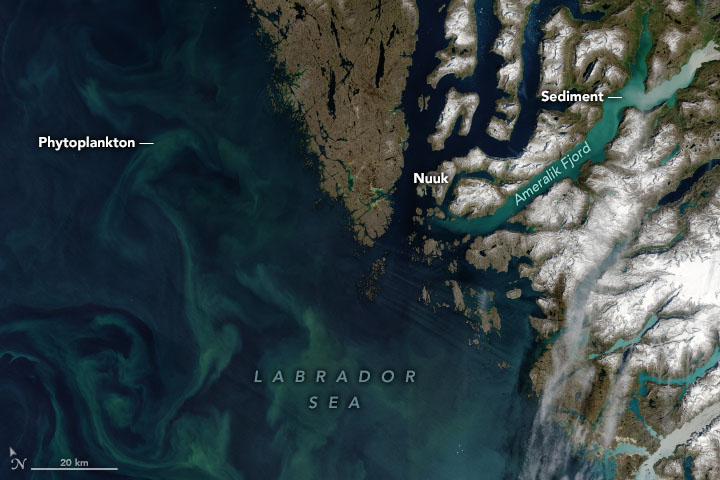 Sediment
Phytoplankton
Nuuk
Ameralik Fjord
LABRADOR
SEA
N
20 km